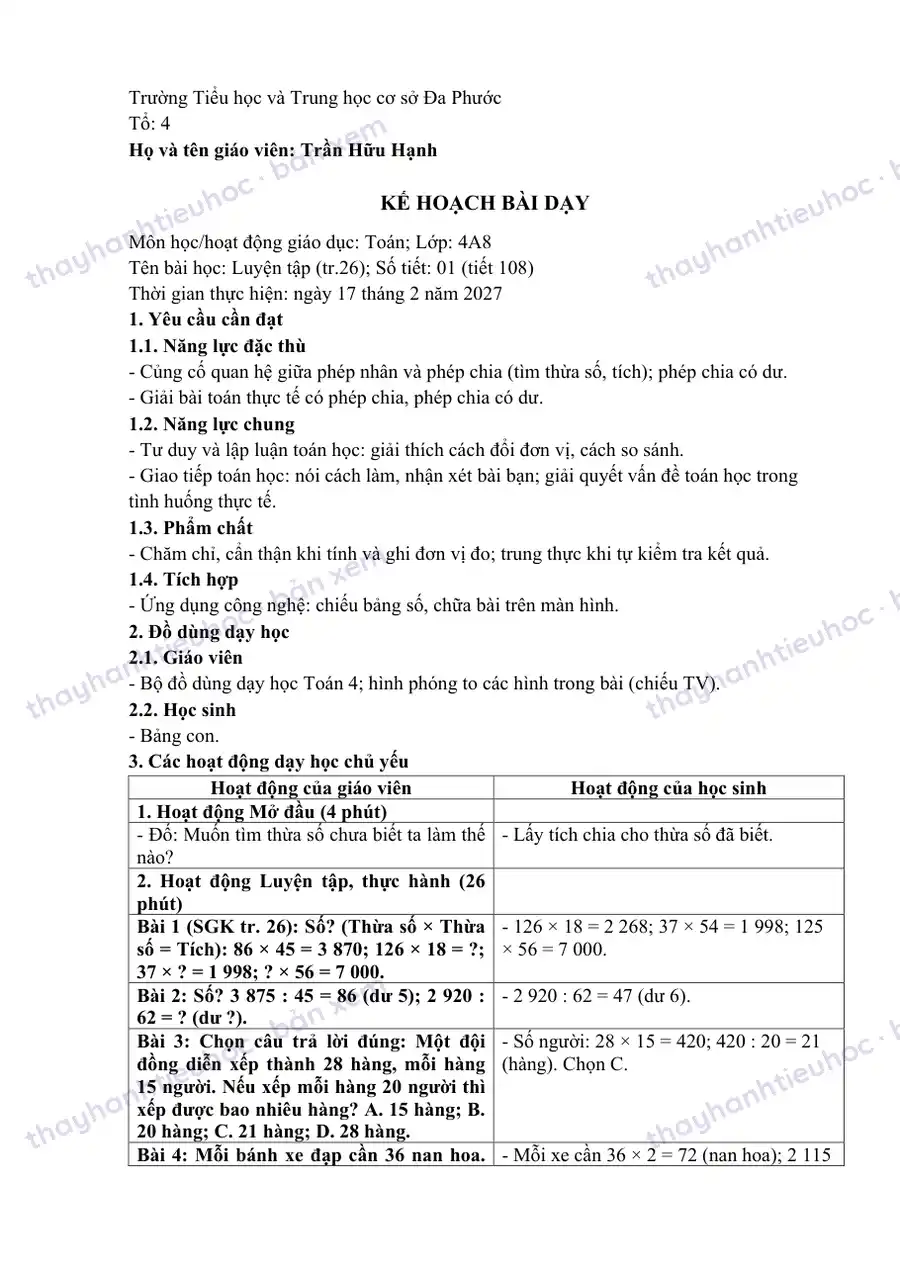 Trường Tiểu học và Trung học cơ sở Đa Phước
Tổ: 4
Họ và tên giáo viên: Trần Hữu Hạnh
KẾ HOẠCH BÀI DẠY
Môn học/hoạt động giáo dục: Toán; Lớp: 4A8
Tên bài học: Luyện tập (tr.26); Số tiết: 01 (tiết 108)
Thời gian thực hiện: ngày 17 tháng 2 năm 2027
1. Yêu cầu cần đạt
1.1. Năng lực đặc thù
- Củng cố quan hệ giữa phép nhân và phép chia (tìm thừa số, tích); phép chia có dư.
- Giải bài toán thực tế có phép chia, phép chia có dư.
1.2. Năng lực chung
- Tư duy và lập luận toán học: giải thích cách đổi đơn vị, cách so sánh.
- Giao tiếp toán học: nói cách làm, nhận xét bài bạn; giải quyết vấn đề toán học trong
tình huống thực tế.
1.3. Phẩm chất
- Chăm chỉ, cẩn thận khi tính và ghi đơn vị đo; trung thực khi tự kiểm tra kết quả.
1.4. Tích hợp
- Ứng dụng công nghệ: chiếu bảng số, chữa bài trên màn hình.
2. Đồ dùng dạy học
2.1. Giáo viên
- Bộ đồ dùng dạy học Toán 4; hình phóng to các hình trong bài (chiếu TV).
2.2. Học sinh
- Bảng con.
3. Các hoạt động dạy học chủ yếu
Hoạt động của giáo viên
Hoạt động của học sinh
1. Hoạt động Mở đầu (4 phút)
- Đố: Muốn tìm thừa số chưa biết ta làm thế
nào?
- Lấy tích chia cho thừa số đã biết.
2. Hoạt động Luyện tập, thực hành (26
phút)
Bài 1 (SGK tr. 26): Số? (Thừa số × Thừa
số = Tích): 86 × 45 = 3 870; 126 × 18 = ?;
37 × ? = 1 998; ? × 56 = 7 000.
- 126 × 18 = 2 268; 37 × 54 = 1 998; 125
× 56 = 7 000.
Bài 2: Số? 3 875 : 45 = 86 (dư 5); 2 920 :
62 = ? (dư ?).
- 2 920 : 62 = 47 (dư 6).
Bài 3: Chọn câu trả lời đúng: Một đội
đồng diễn xếp thành 28 hàng, mỗi hàng
15 người. Nếu xếp mỗi hàng 20 người thì
xếp được bao nhiêu hàng? A. 15 hàng; B.
20 hàng; C. 21 hàng; D. 28 hàng.
- Số người: 28 × 15 = 420; 420 : 20 = 21
(hàng). Chọn C.
Bài 4: Mỗi bánh xe đạp cần 36 nan hoa.
- Mỗi xe cần 36 × 2 = 72 (nan hoa); 2 115
thayhanhtieuhoc · bản xem
thayhanhtieuhoc · b
thayhanhtieuhoc · bản xem
thayhanhtieuhoc · b
thayhanhtieuhoc · bản xem
thayhanhtieuhoc · b